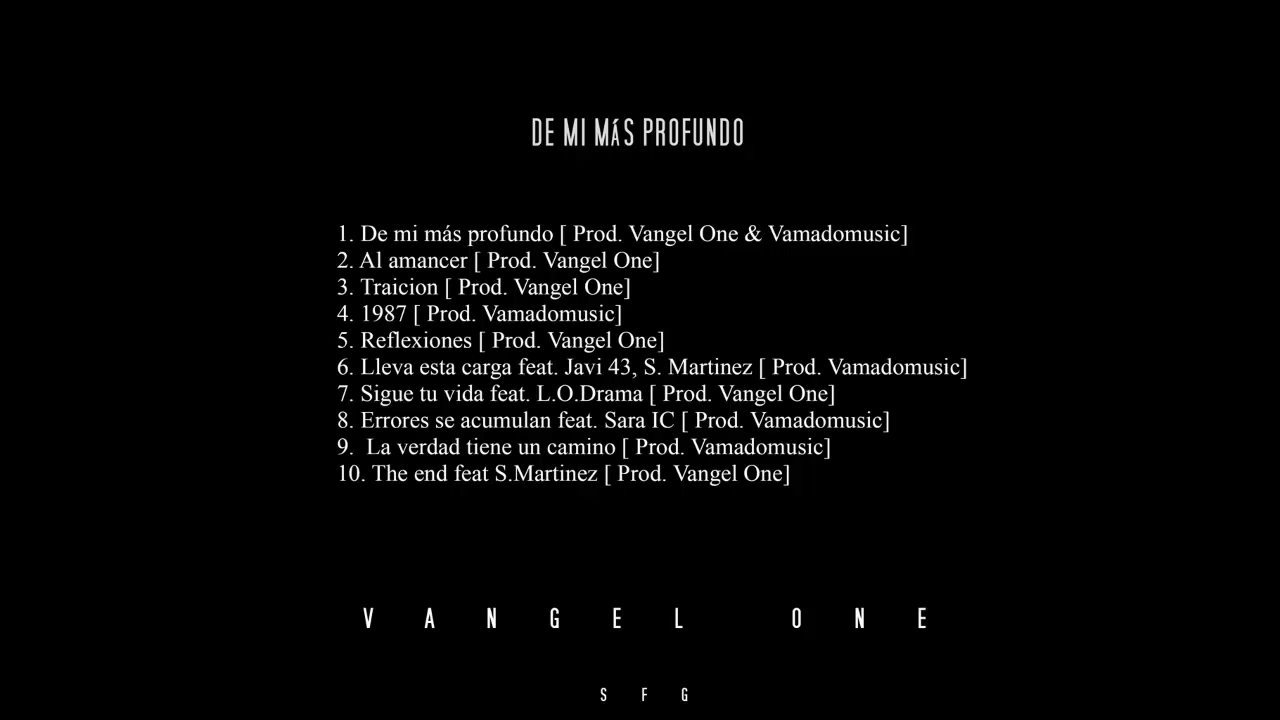 DE MI MÁS PROFUNDO
1. De mi más profundo [ Prod. Vangel One & Vamadomusic]
2. Al amancer [ Prod. Vangel One]
3. Traicion [ Prod. Vangel One]
4. 1987 [ Prod. Vamadomusic]
5. Reflexiones [ Prod. Vangel One]
6. Lleva esta carga feat. Javi 43, S. Martinez [ Prod. Vamadomusic]
7. Sigue tu vida feat. L.O.Drama [ Prod. Vangel One]
8. Errores se acumulan feat. Sara IC [ Prod. Vamadomusic]
9.  La verdad tiene un camino [ Prod. Vamadomusic]
10. The end feat S.Martinez [ Prod. Vangel One]
VANGEL ONE
SFG